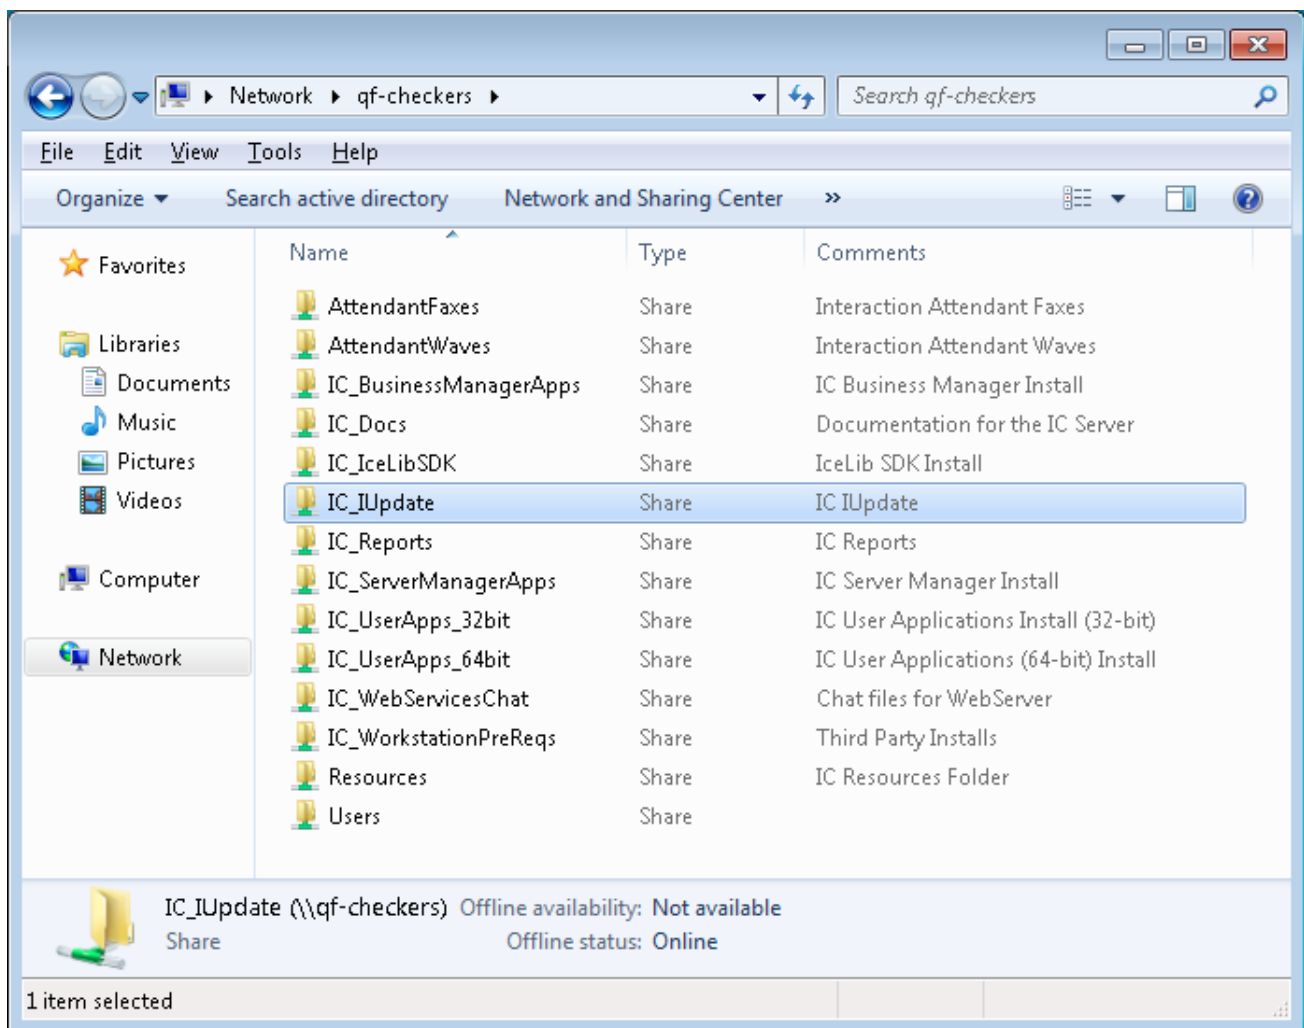 Network qf-checkers Search qf-checkers
File Edit View Tools Help
Organize Search active directory Network and Sharing Center »
Name Type Comments
Favorites
Libraries
Documents
Music
Pictures
Videos
Computer
Network
AttendantFaxes Share Interaction Attendant Faxes
AttendantWaves Share Interaction Attendant Waves
IC_BusinessManagerApps Share IC Business Manager Install
IC_Docs Share Documentation for the IC Server
IC_IceLibSDK Share IceLib SDK Install
IC_IUpdate Share IC IUpdate
IC_Reports Share IC Reports
IC_ServerManagerApps Share IC Server Manager Install
IC_UserApps_32bit Share IC User Applications Install (32-bit)
IC_UserApps_64bit Share IC User Applications (64-bit) Install
IC_WebServicesChat Share Chat files for WebServer
IC_WorkstationPreReqs Share Third Party Installs
Resources Share IC Resources Folder
Users Share
IC_IUpdate (\\qf-checkers) Offline availability: Not available
Share Offline status: Online
1 item selected